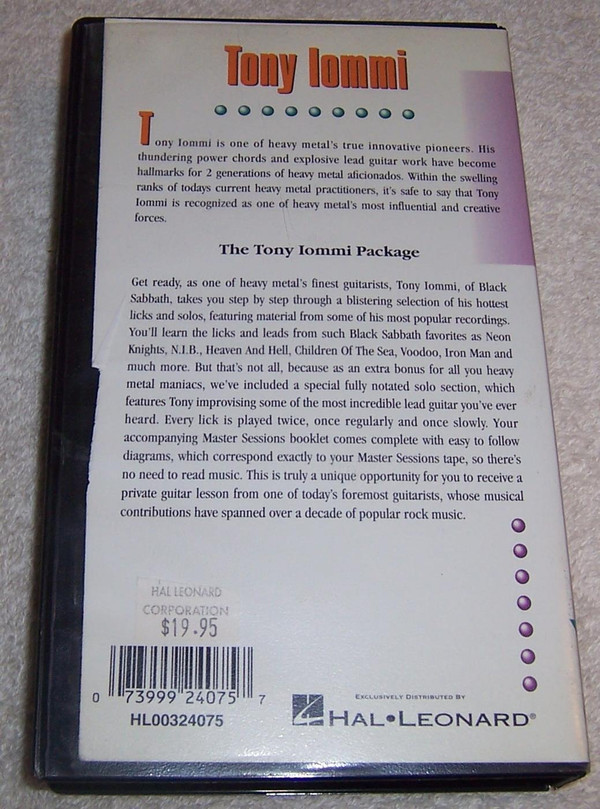 Tony Iommi
Tony Iommi is one of heavy metal's true innovative pioneers. His
thundering power chords and explosive lead guitar work have become
hallmarks for 2 generations of heavy metal aficionados. Within the swelling
ranks of todays current heavy metal practitioners, it's safe to say that Tony
Iommi is recognized as one of heavy metal's most influential and creative
forces.
The Tony Iommi Package
Get ready, as one of heavy metal's finest guitarists, Tony Iommi, of Black
Sabbath, takes you step by step through a blistering selection of his hottest
licks and solos, featuring material from some of his most popular recordings.
You'll learn the licks and leads from such Black Sabbath favorites as Neon
Knights, N.I.B., Heaven And Hell, Children Of The Sea, Voodoo, Iron Man and
much more. But that's not all, because as an extra bonus for all you heavy
metal maniacs, we've included a special fully notated solo section, which
features Tony improvising some of the most incredible lead guitar you've ever
heard. Every lick is played twice, once regularly and once slowly. Your
accompanying Master Sessions booklet comes complete with easy to follow
diagrams, which correspond exactly to your Master Sessions tape, so there's
no need to read music. This is truly a unique opportunity for you to receive a
private guitar lesson from one of today's foremost guitarists, whose musical
contributions have spanned over a decade of popular rock music.
HAL LEONARD
CORPORATION
$19.95
0 73999 24075 7
HL00324075
EXCLUSIVELY DISTRIBUTED BY
HAL•LEONARD®